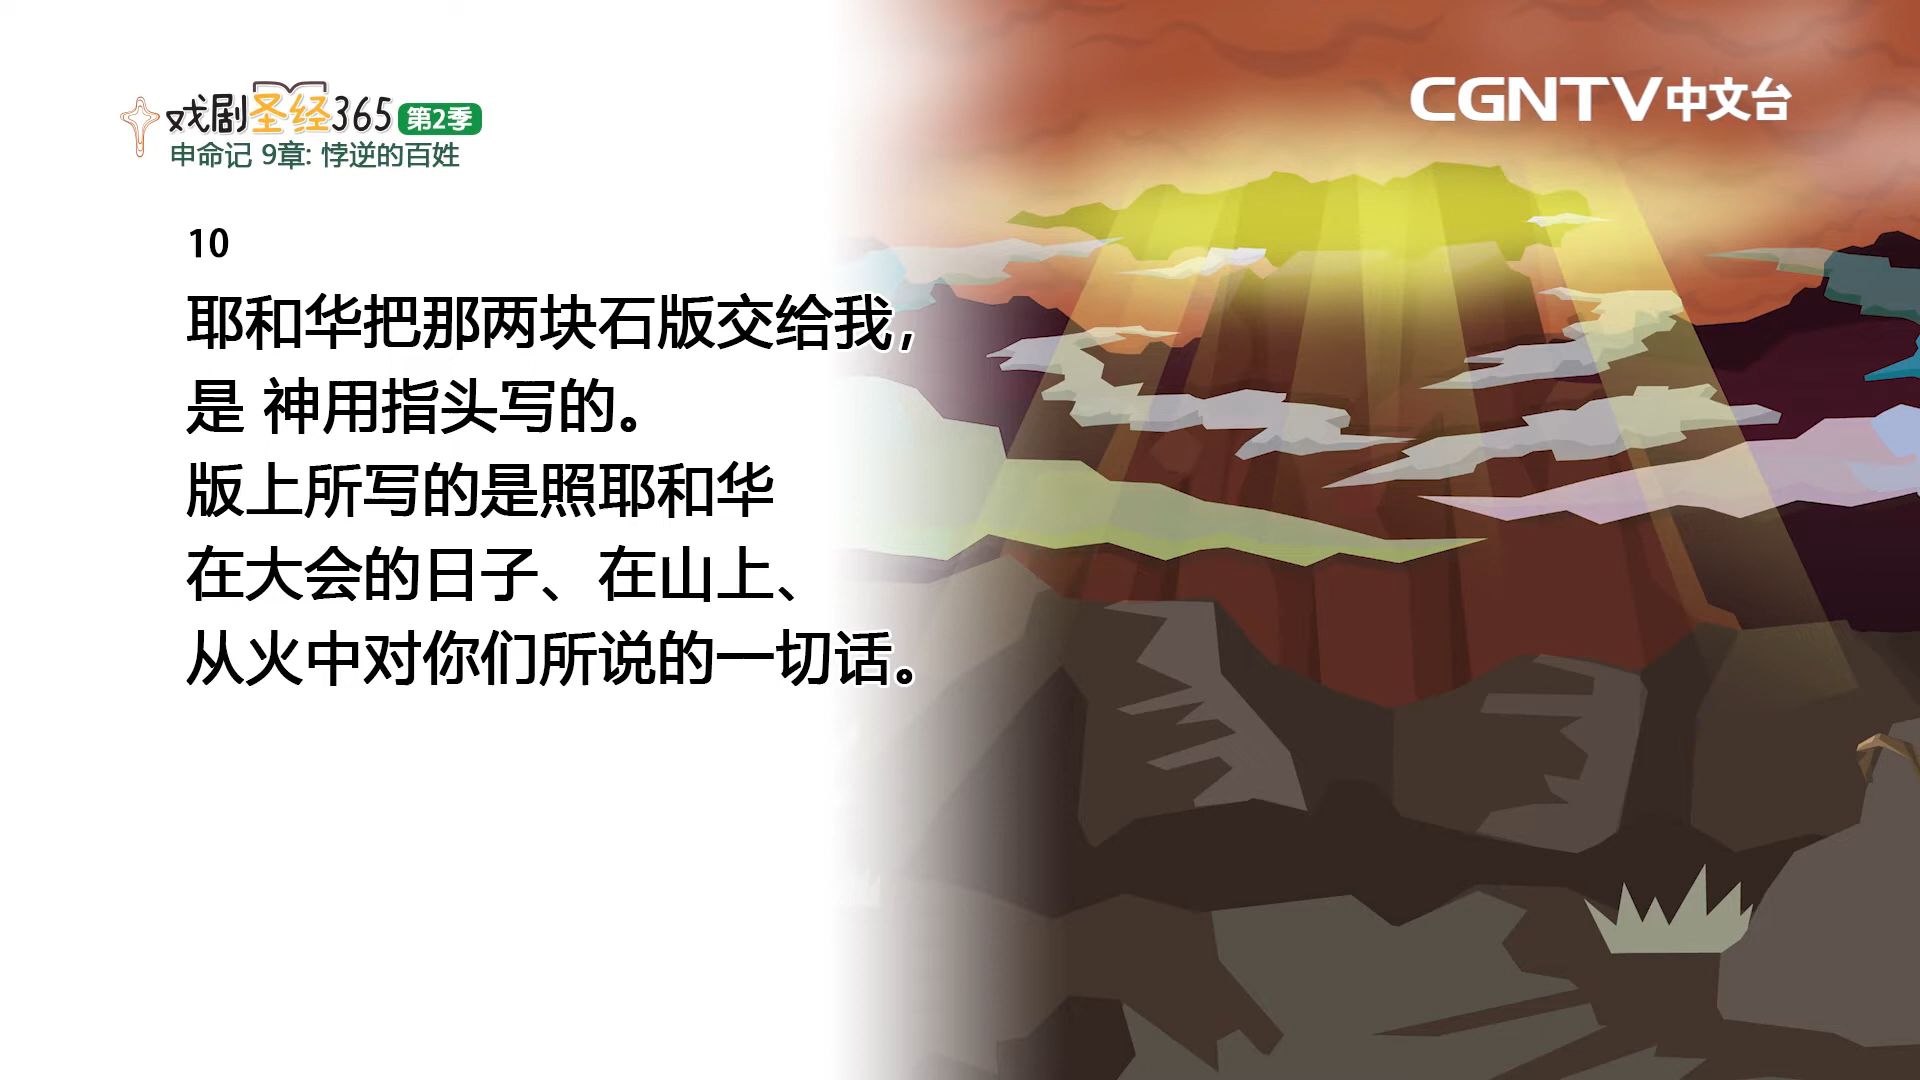 戏剧圣经365 第2季
申命记 9章: 悖逆的百姓
CGNTV中文台
10
耶和华把那两块石版交给我,
是 神用指头写的。
版上所写的是照耶和华
在大会的日子、在山上、
从火中对你们所说的一切话。